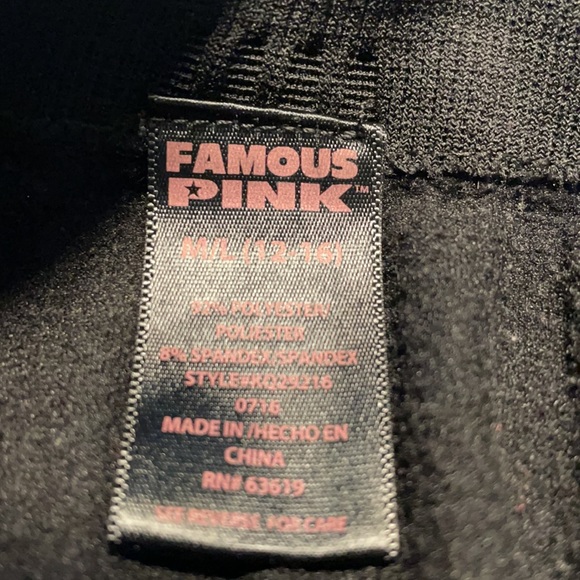 FAMOUS
PINK™
M/L (12-16)
92% POLYESTER
POLIESTER
8% SPANDEX/SPANDEX
0716
MADE IN /HECHO EN
CHINA
RN# 63619
SEE REVERSE FOR CARE